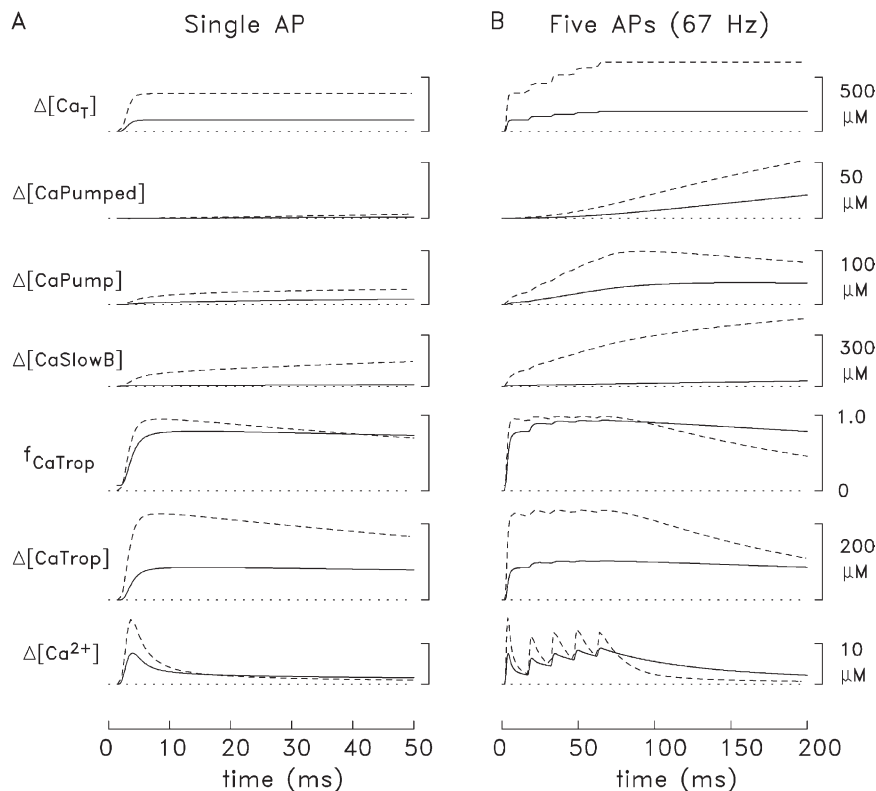 A Single AP
B Five APs (67 Hz)
Δ[Ca_T]
500
μM
Δ[CaPumped]
50
μM
Δ[CaPump]
100
μM
Δ[CaSlowB]
300
μM
f_CaTrop
1.0
0
Δ[CaTrop]
200
μM
Δ[Ca²⁺]
10
μM
0 10 20 30 40 50
time (ms)
0 50 100 150 200
time (ms)